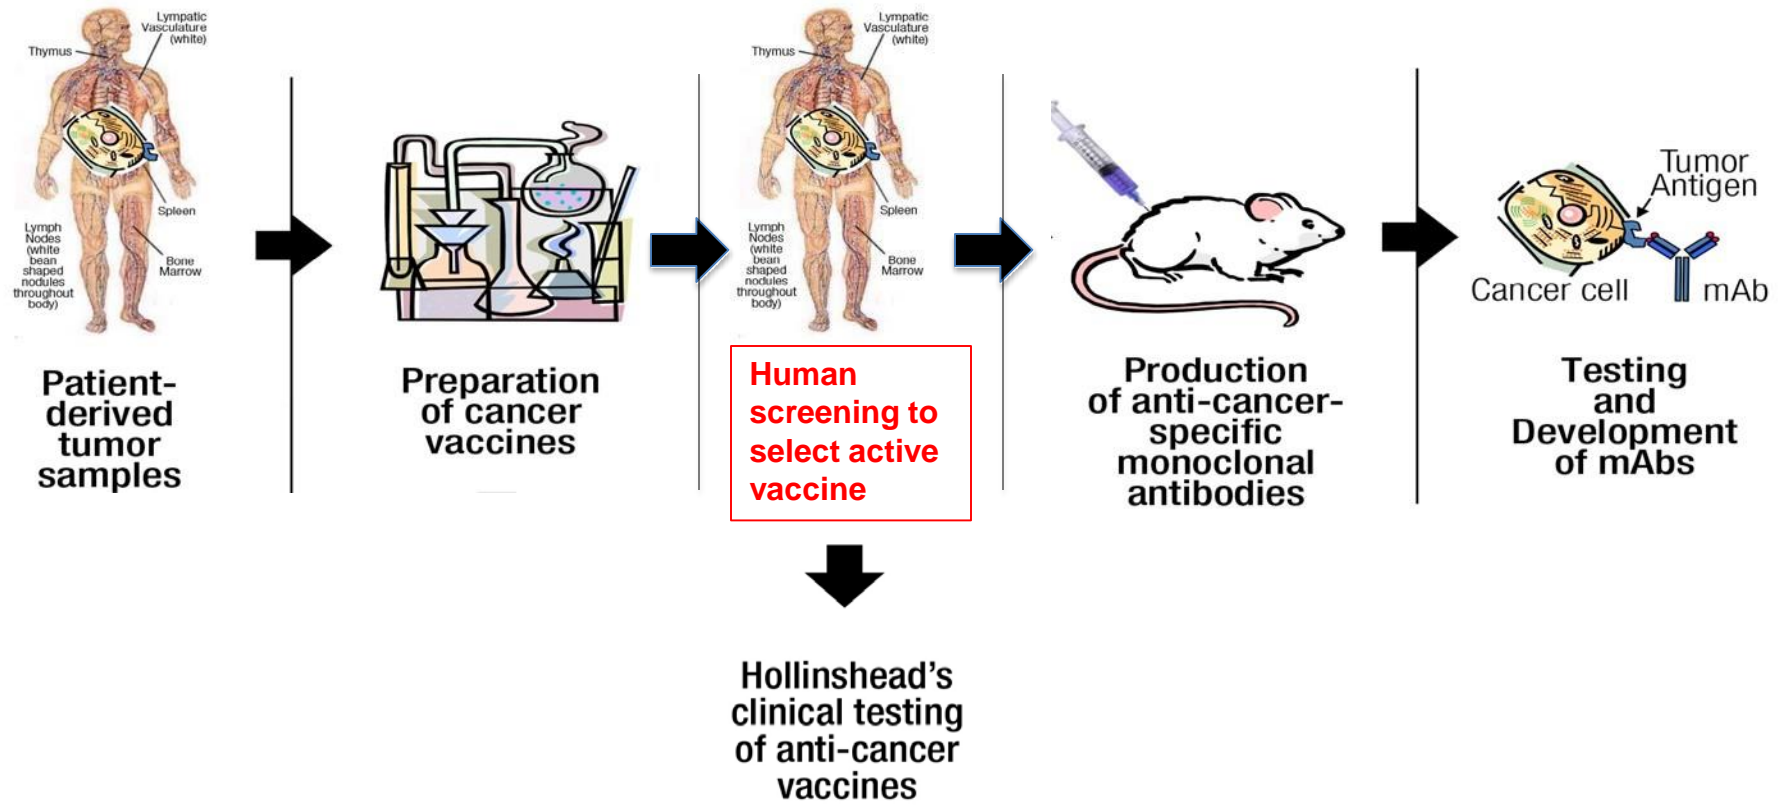 Lympatic
Vasculature
(white)
Thymus
Spleen
Lymph
Nodes
(white
bean
shaped
nodules
throughout
body)
Bone
Marrow
Patient-
derived
tumor
samples
Preparation
of cancer
vaccines
Lympatic
Vasculature
(white)
Thymus
Spleen
Lymph
Nodes
(white
bean
shaped
nodules
throughout
body)
Bone
Marrow
Human
screening to
select active
vaccine
Hollinshead's
clinical testing
of anti-cancer
vaccines
Production
of anti-cancer-
specific
monoclonal
antibodies
Tumor
Antigen
Cancer cell
mAb
Testing
and
Development
of mAbs